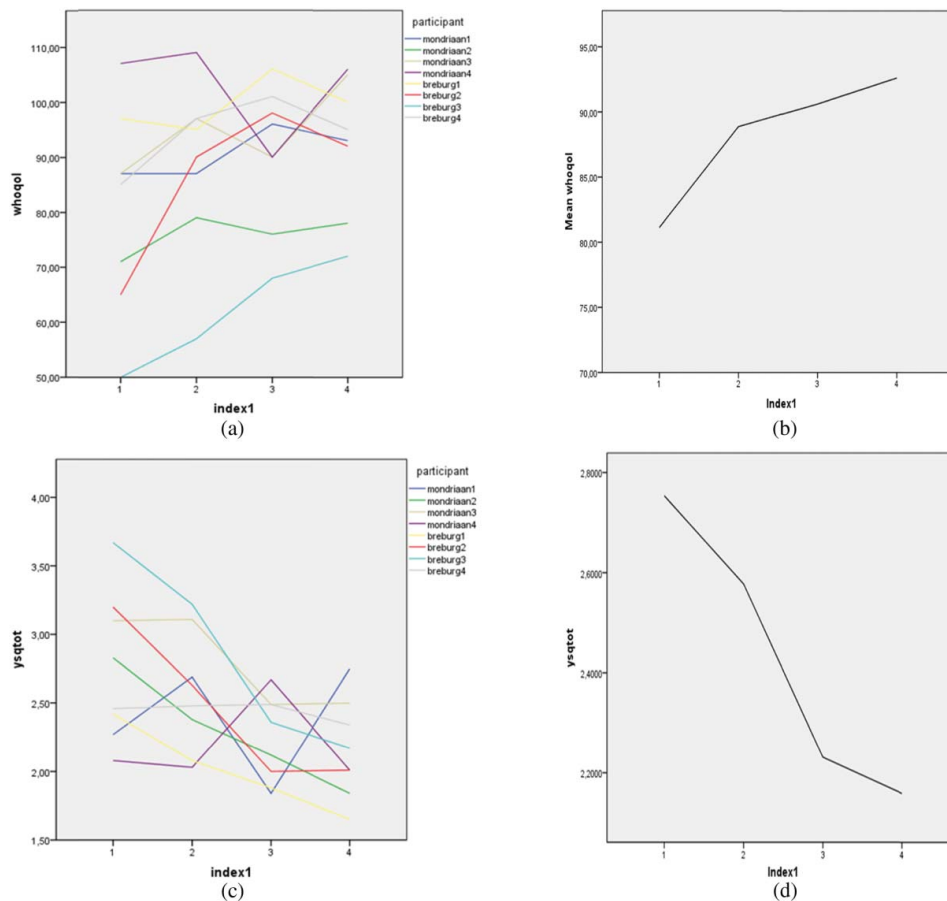 participant
mondriaan1
mondriaan2
mondriaan3
mondriaan4
breburg1
breburg2
breburg3
breburg4
110,00
100,00
90,00
80,00
70,00
60,00
50,00
whoqol
1 2 3 4
index1
(a)
95,00
90,00
85,00
80,00
75,00
70,00
Mean whoqol
1 2 3 4
Index1
(b)
participant
mondriaan1
mondriaan2
mondriaan3
mondriaan4
breburg1
breburg2
breburg3
breburg4
4,00
3,50
3,00
2,50
2,00
1,50
ysqtot
1 2 3 4
index1
(c)
2,8000
2,6000
2,4000
2,2000
ysqtot
1 2 3 4
Index1
(d)